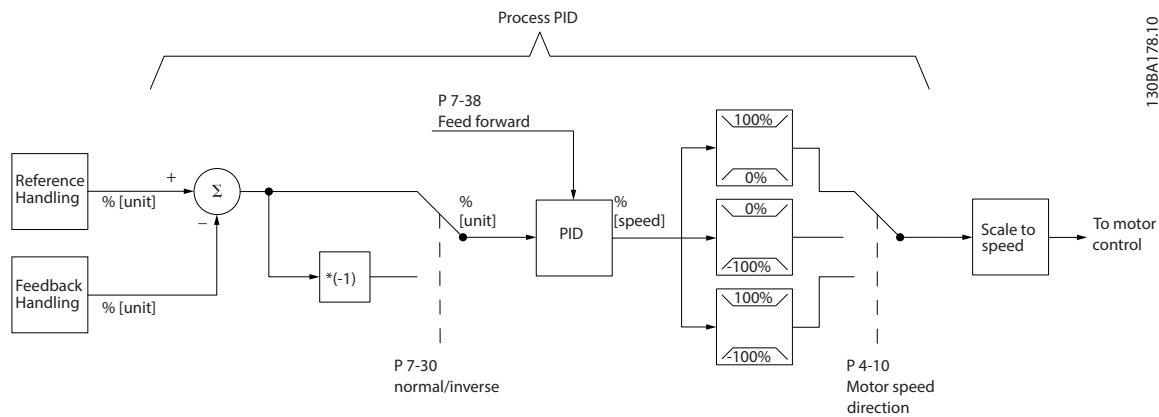 Process PID
130BA178.10
P 7-38
Feed forward
Reference
Handling
% [unit]
+
Σ
−
Feedback
Handling
% [unit]
*(-1)
P 7-30
normal/inverse
%
[unit]
PID
%
[speed]
100%
0%
0%
-100%
100%
-100%
P 4-10
Motor speed
direction
Scale to
speed
To motor
control